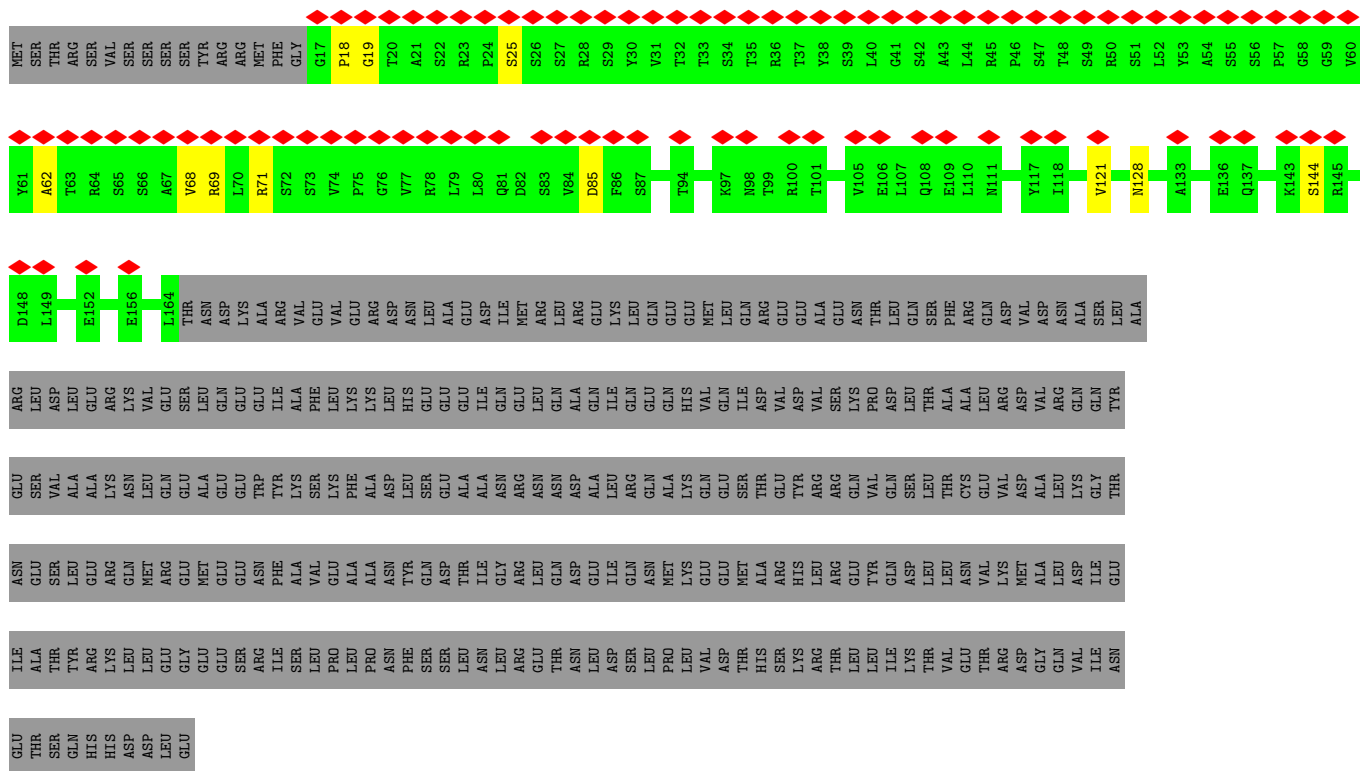 MET SER THR ARG SER VAL SER SER SER SER TYR ARG ARG MET PHE GLY G17 P18 G19 T20 A21 S22 R23 P24 S25 S26 S27 R28 S29 Y30 V31 T32 T33 S34 T35 R36 T37 Y38 S39 L40 G41 S42 A43 L44 R45 P46 S47 T48 S49 R50 S51 L52 Y53 A54 S55 S56 P57 G58 G59 V60
Y61 A62 T63 R64 S65 S66 A67 V68 R69 L70 R71 S72 S73 V74 P75 G76 V77 R78 L79 L80 Q81 D82 S83 V84 D85 F86 S87 T94 K97 N98 T99 R100 T101 V105 E106 L107 Q108 E109 L110 N111 Y117 I118 V121 N128 A133 E136 Q137 K143 S144 R145
D148 L149 E152 E156 L164 THR ASN ASP LYS ALA ARG VAL GLU VAL GLU ARG ASP ASN LEU ALA GLU ASP ILE MET ARG LEU ARG GLU LYS LEU GLN GLU GLU MET LEU GLN ARG GLU GLU ALA GLU ASN THR LEU GLN SER PHE ARG GLN ASP VAL ASP ASN ALA SER LEU ALA
ARG LEU ASP LEU GLU ARG LYS VAL GLU SER LEU GLN GLU GLU ILE ALA PHE LEU LYS LYS LEU HIS GLU GLU GLU ILE GLN GLU LEU GLN ALA GLN ILE GLN GLU GLN HIS VAL GLN ILE ASP VAL ASP VAL SER LYS PRO ASP LEU THR ALA ALA LEU ARG ASP VAL ARG GLN GLN TYR
GLU SER VAL ALA ALA LYS ASN LEU GLN GLU ALA GLU GLU TRP TYR LYS SER LYS PHE ALA ASP LEU SER GLU ALA ALA ASN ARG ASN ASN ASP ALA LEU ARG GLN ALA LYS GLN GLU SER THR GLU TYR ARG ARG GLN VAL GLN SER LEU THR CYS GLU VAL ASP ALA LEU LYS GLY THR
ASN GLU SER LEU GLU ARG GLN MET ARG GLU MET GLU GLU ASN PHE ALA VAL GLU ALA ALA ASN TYR GLN ASP THR ILE GLY ARG LEU GLN ASP GLU ILE GLN ASN MET LYS GLU GLU MET ALA ARG HIS LEU ARG GLU TYR GLN ASP LEU LEU ASN VAL LYS MET ALA LEU ASP ILE GLU
ILE ALA THR TYR ARG LYS LEU LEU GLU GLY GLU GLU SER ARG ILE SER LEU PRO LEU PRO ASN PHE SER SER LEU ASN LEU ARG GLU THR ASN LEU ASP SER LEU PRO LEU VAL ASP THR HIS SER LYS ARG THR LEU LEU ILE LYS THR VAL GLU THR ARG ASP GLY GLN VAL ILE ASN
GLU THR SER GLN HIS HIS ASP ASP LEU GLU